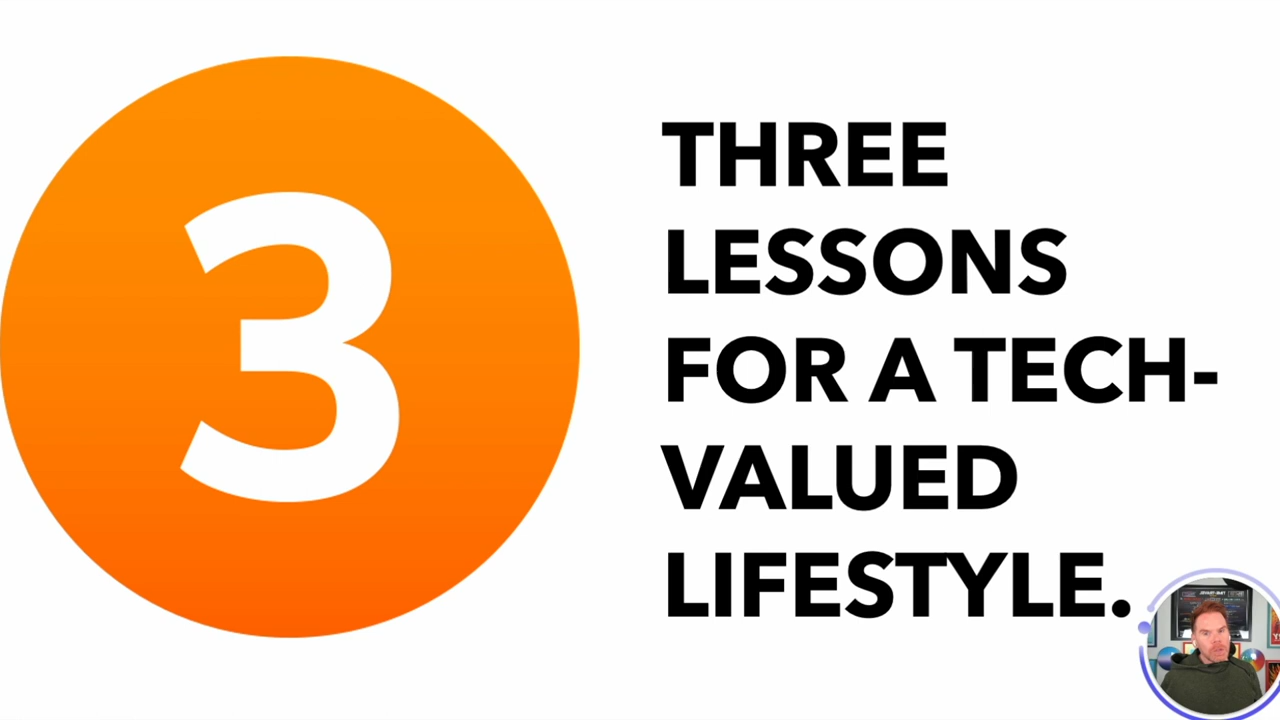 3
THREE
LESSONS
FOR A TECH-
VALUED
LIFESTYLE.